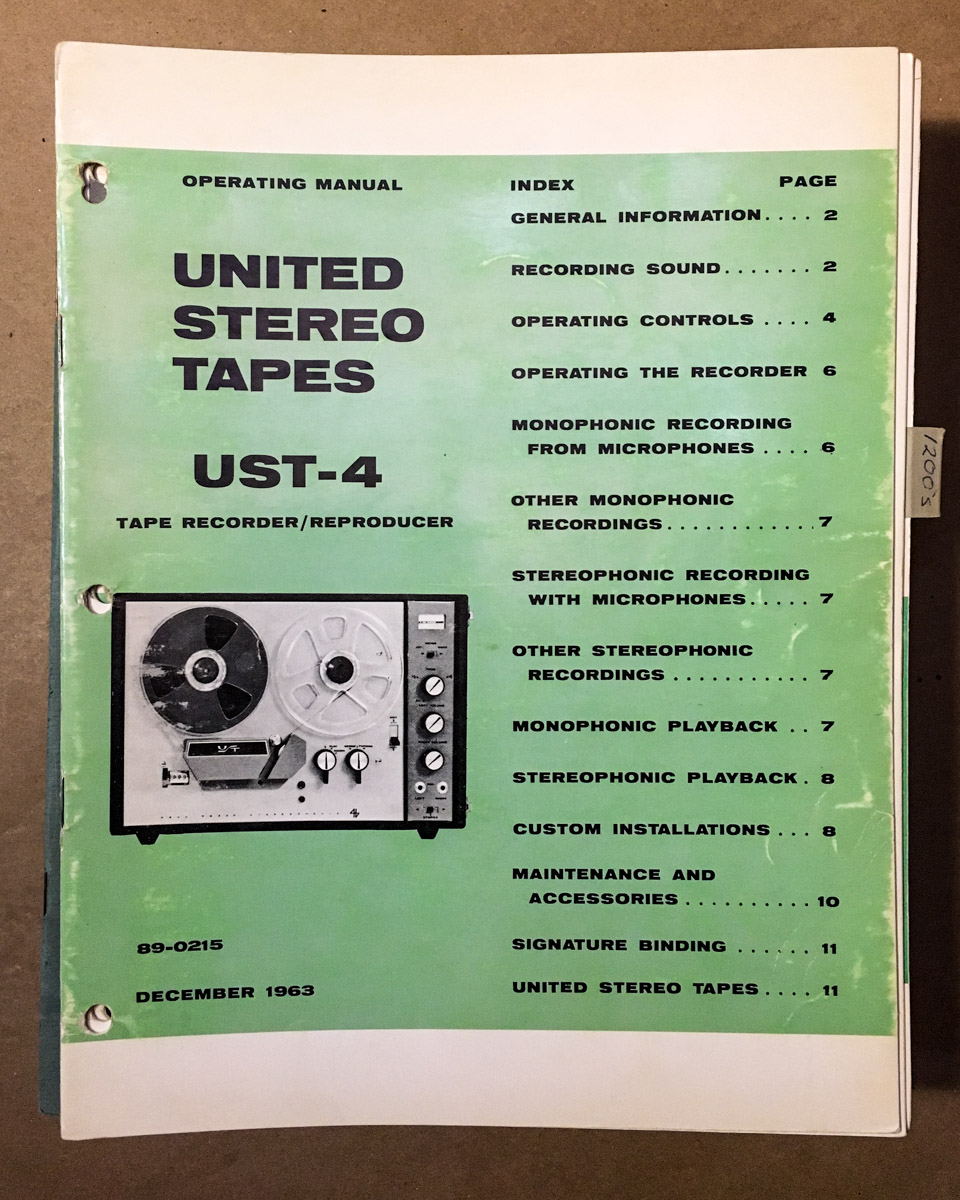 OPERATING MANUAL
UNITED
STEREO
TAPES
UST-4
TAPE RECORDER/REPRODUCER
89-0215
DECEMBER 1963
INDEX PAGE
GENERAL INFORMATION.... 2
RECORDING SOUND....... 2
OPERATING CONTROLS .... 4
OPERATING THE RECORDER 6
MONOPHONIC RECORDING
FROM MICROPHONES .... 6
OTHER MONOPHONIC
RECORDINGS............ 7
STEREOPHONIC RECORDING
WITH MICROPHONES..... 7
OTHER STEREOPHONIC
RECORDINGS ........... 7
MONOPHONIC PLAYBACK .. 7
STEREOPHONIC PLAYBACK. 8
CUSTOM INSTALLATIONS ... 8
MAINTENANCE AND
ACCESSORIES .......... 10
SIGNATURE BINDING ...... 11
UNITED STEREO TAPES .... 11
1200's